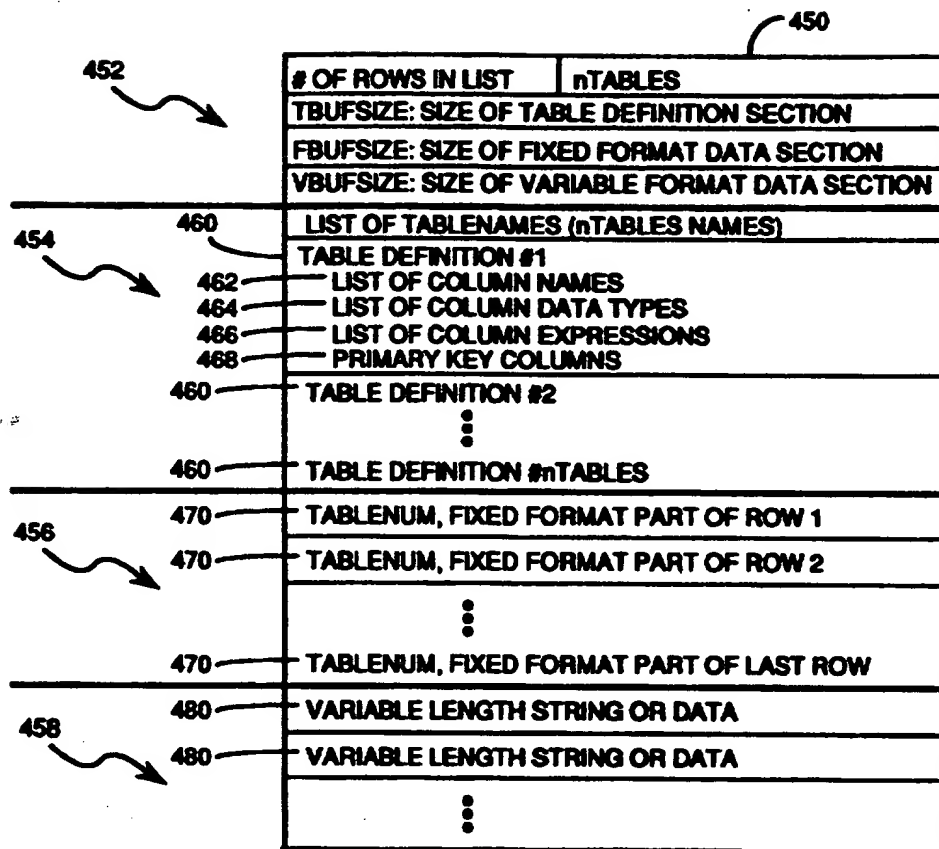 450
452
# OF ROWS IN LIST nTABLES
TBUFSIZE: SIZE OF TABLE DEFINITION SECTION
FBUFSIZE: SIZE OF FIXED FORMAT DATA SECTION
VBUFSIZE: SIZE OF VARIABLE FORMAT DATA SECTION
454
460 LIST OF TABLENAMES (nTABLES NAMES)
TABLE DEFINITION #1
462 LIST OF COLUMN NAMES
464 LIST OF COLUMN DATA TYPES
466 LIST OF COLUMN EXPRESSIONS
468 PRIMARY KEY COLUMNS
460 TABLE DEFINITION #2
460 TABLE DEFINITION #nTABLES
456
470 TABLENUM, FIXED FORMAT PART OF ROW 1
470 TABLENUM, FIXED FORMAT PART OF ROW 2
470 TABLENUM, FIXED FORMAT PART OF LAST ROW
458
480 VARIABLE LENGTH STRING OR DATA
480 VARIABLE LENGTH STRING OR DATA